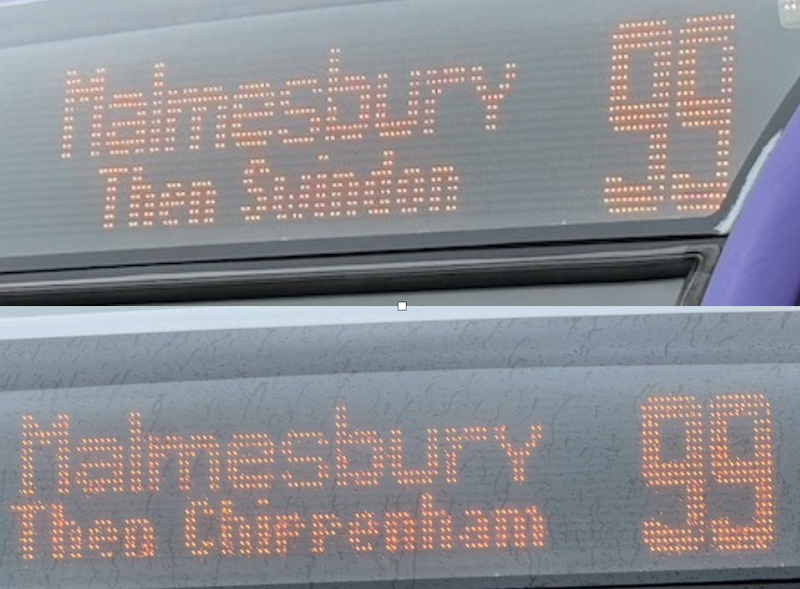 Malmesbury 99
Then Swindon
Malmesbury 99
Then Chippenham